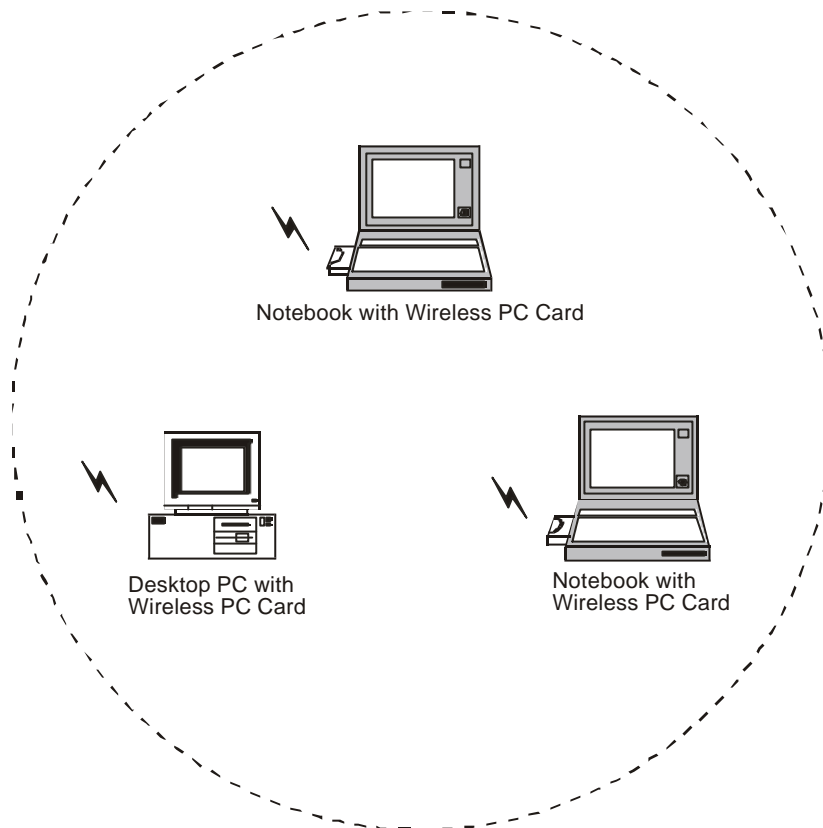 Notebook with Wireless PC Card
Desktop PC with
Wireless PC Card
Notebook with
Wireless PC Card